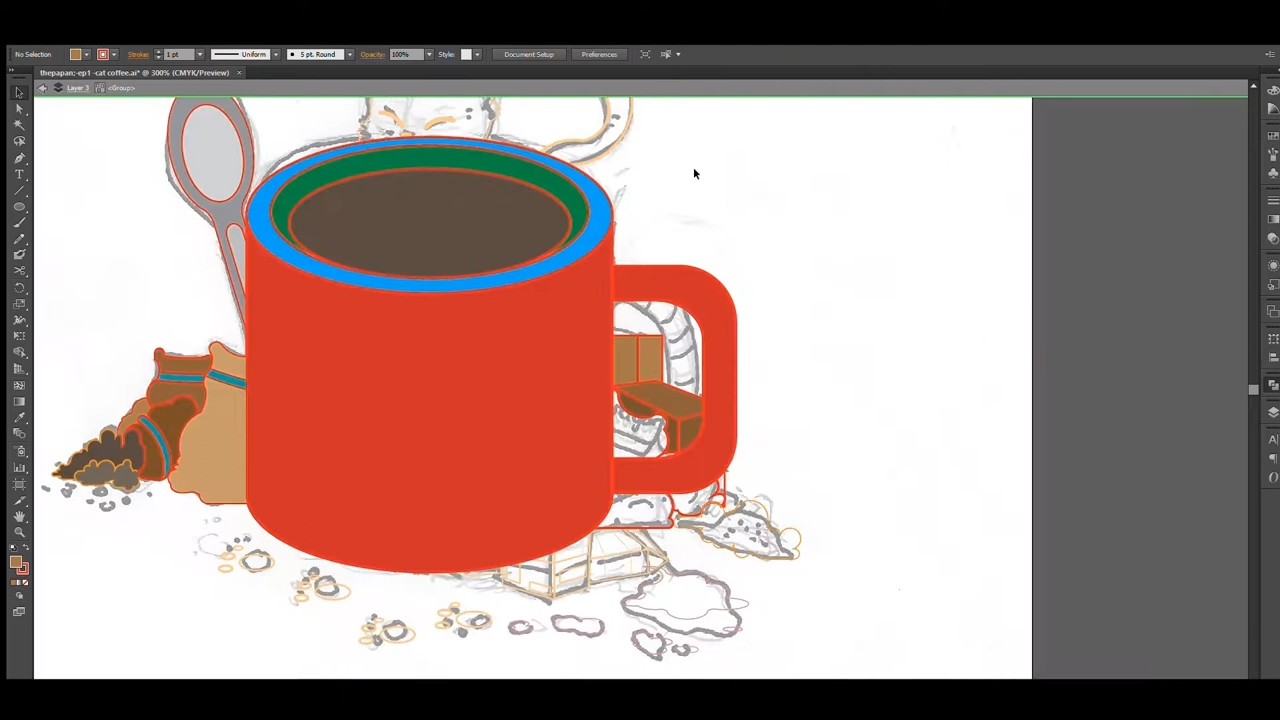 No Selection Stroke: 1 pt Uniform 5 pt. Round Opacity: 100% Style: Document Setup Preferences
thepapan;-ep1 -cat coffee.ai* @ 300% (CMYK/Preview) ×
Layer 3 <Group>